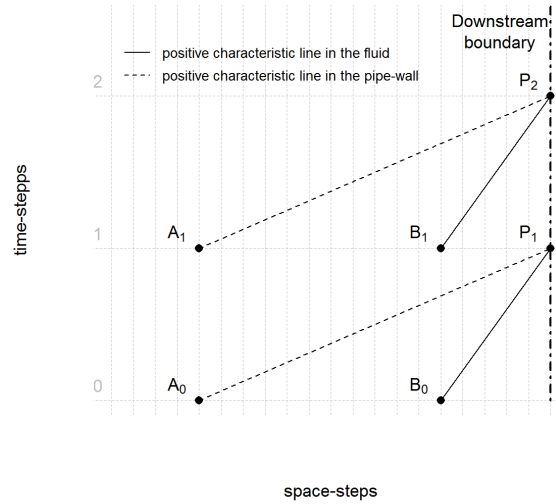 Downstream
boundary
positive characteristic line in the fluid
positive characteristic line in the pipe-wall
2
P₂
time-stepps
1
A₁
B₁
P₁
0
A₀
B₀
space-steps